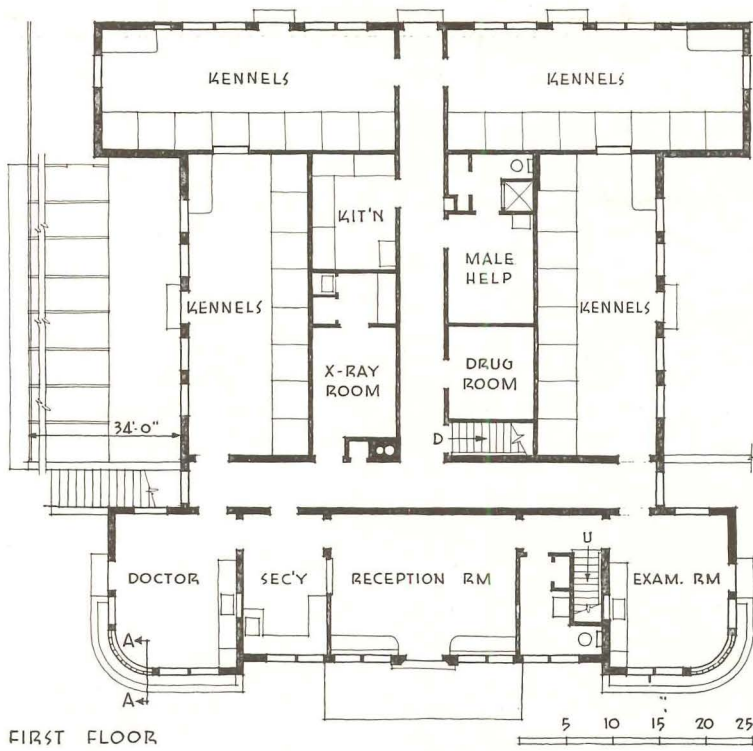 KENNELS
KENNELS
KIT'N
MALE
HELP
KENNELS
KENNELS
X-RAY
ROOM
DRUG
ROOM
34'-0"
D
U
DOCTOR
SEC'Y
RECEPTION RM
EXAM. RM
A
A
FIRST FLOOR
5 10 15 20 25